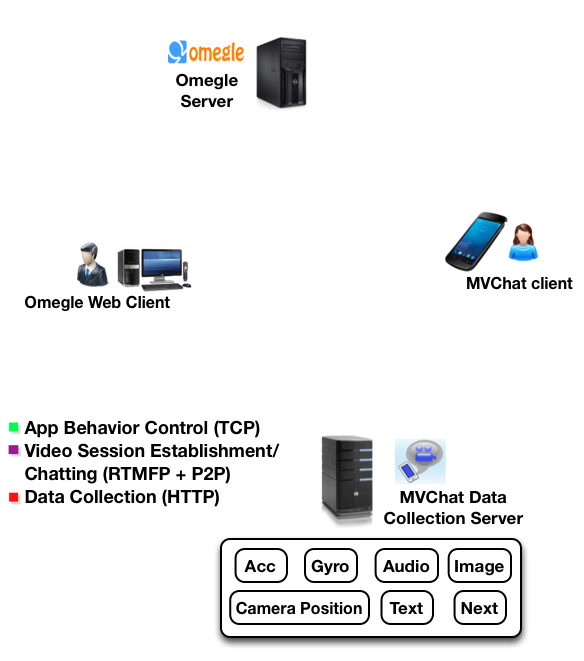 omegle
Omegle
Server
MVChat client
Omegle Web Client
App Behavior Control (TCP)
Video Session Establishment/
Chatting (RTMFP + P2P)
Data Collection (HTTP)
MVChat Data
Collection Server
Acc Gyro Audio Image
Camera Position Text Next